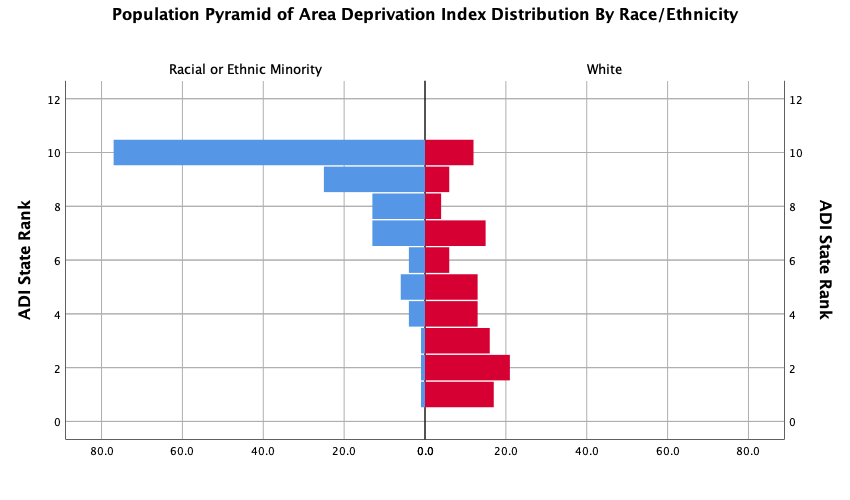 Population Pyramid of Area Deprivation Index Distribution By Race/Ethnicity
Racial or Ethnic Minority
White
12
10
8
6
4
2
0
ADI State Rank
12
10
8
6
4
2
0
ADI State Rank
80.0 60.0 40.0 20.0 0.0 20.0 40.0 60.0 80.0